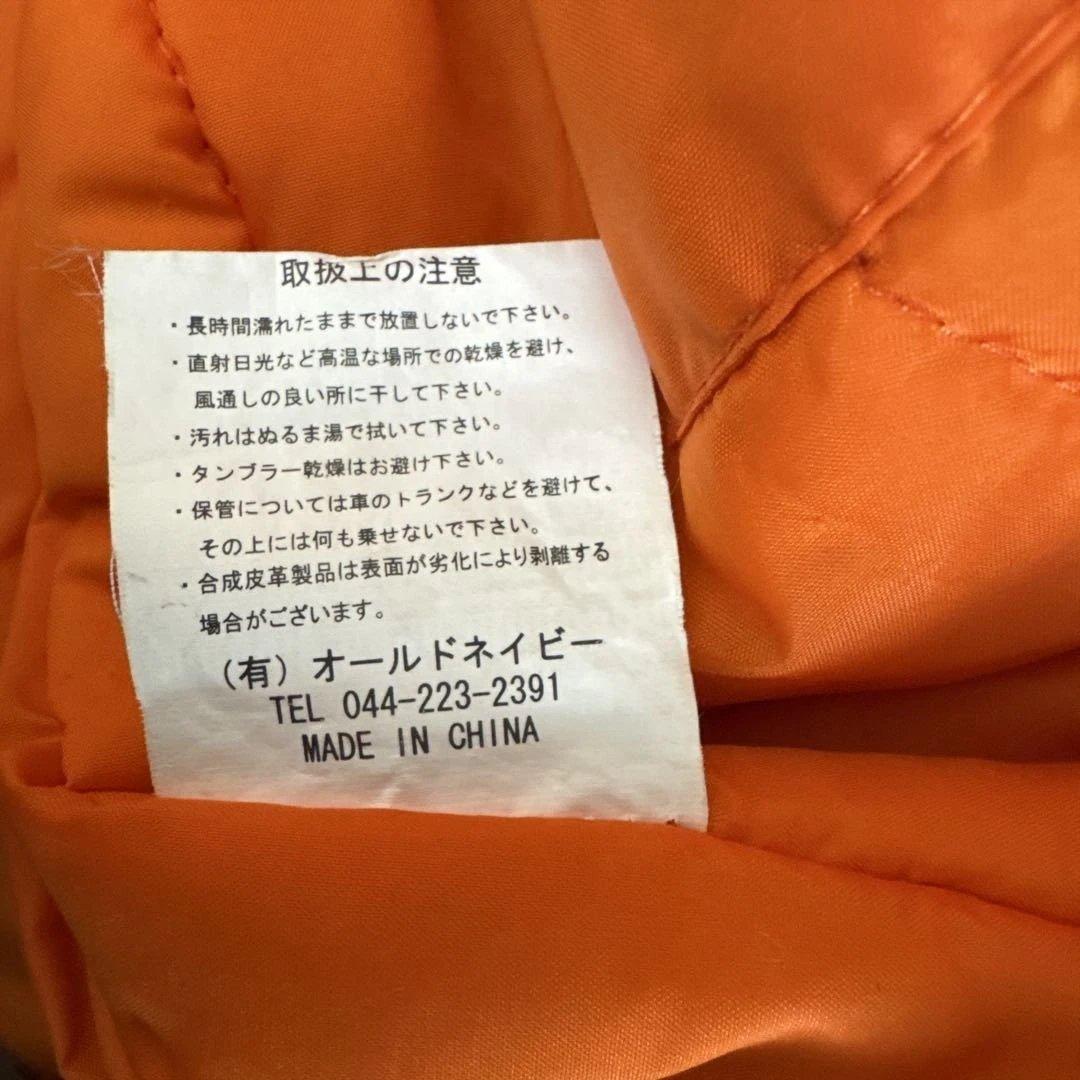 取扱上の注意
・長時間濡れたままで放置しないで下さい。
・直射日光など高温な場所での乾燥を避け、
風通しの良い所に干して下さい。
・汚れはぬるま湯で拭いて下さい。
・タンブラー乾燥はお避け下さい。
・保管については車のトランクなどを避けて、
その上には何も乗せないで下さい。
・合成皮革製品は表面が劣化により剥離する
場合がございます。
（有）オールドネイビー
TEL 044-223-2391
MADE IN CHINA